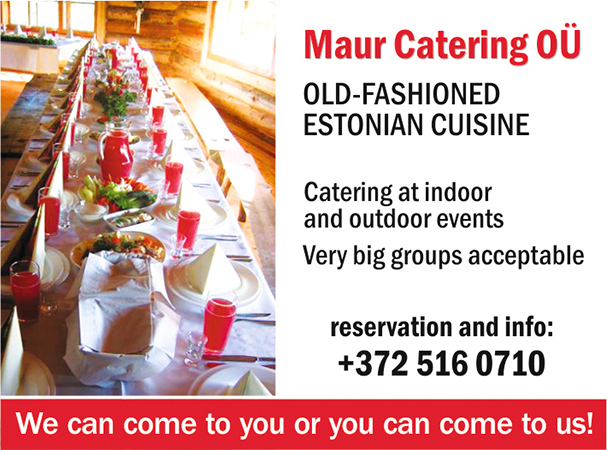 Maur Catering OÜ
OLD-FASHIONED
ESTONIAN CUISINE
Catering at indoor
and outdoor events
Very big groups acceptable
reservation and info:
+372 516 0710
We can come to you or you can come to us!